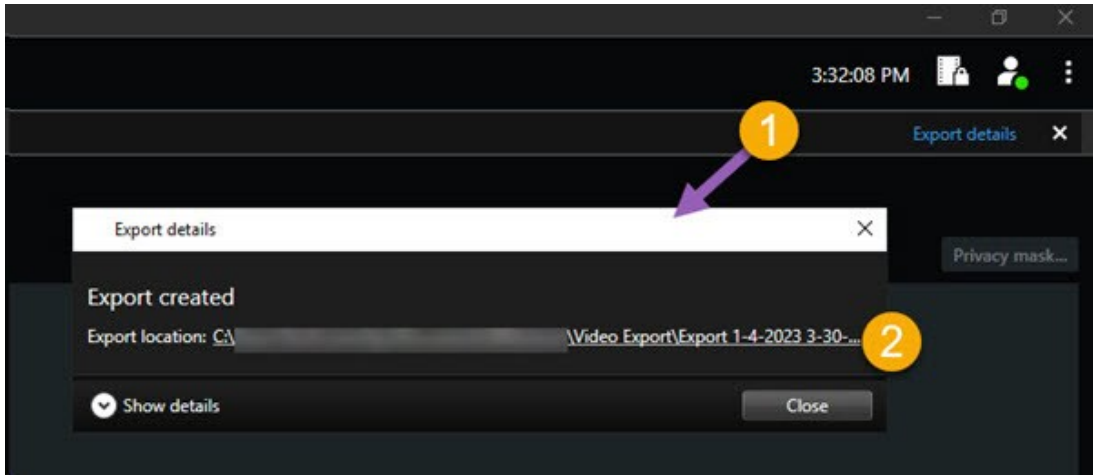 3:32:08 PM
1
Export details
Privacy mask...
Export details
Export created
Export location: C:\ \Video Export\Export 1-4-2023 3-30-...
2
Show details
Close